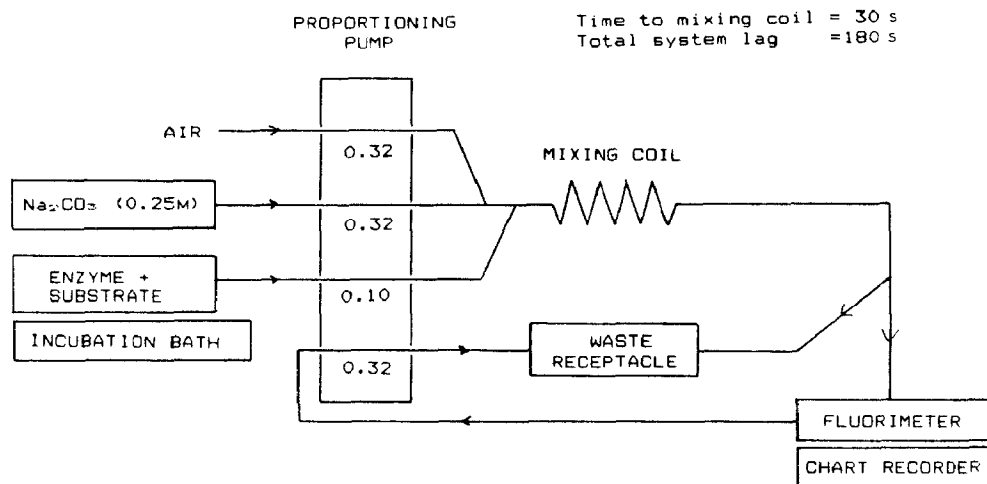 PROPORTIONING
PUMP
Time to mixing coil = 30 s
Total system lag =180 s
AIR
0.32
MIXING COIL
Na₂CO₃ (0.25M)
0.32
ENZYME +
SUBSTRATE
0.10
INCUBATION BATH
WASTE
RECEPTACLE
0.32
FLUORIMETER
CHART RECORDER